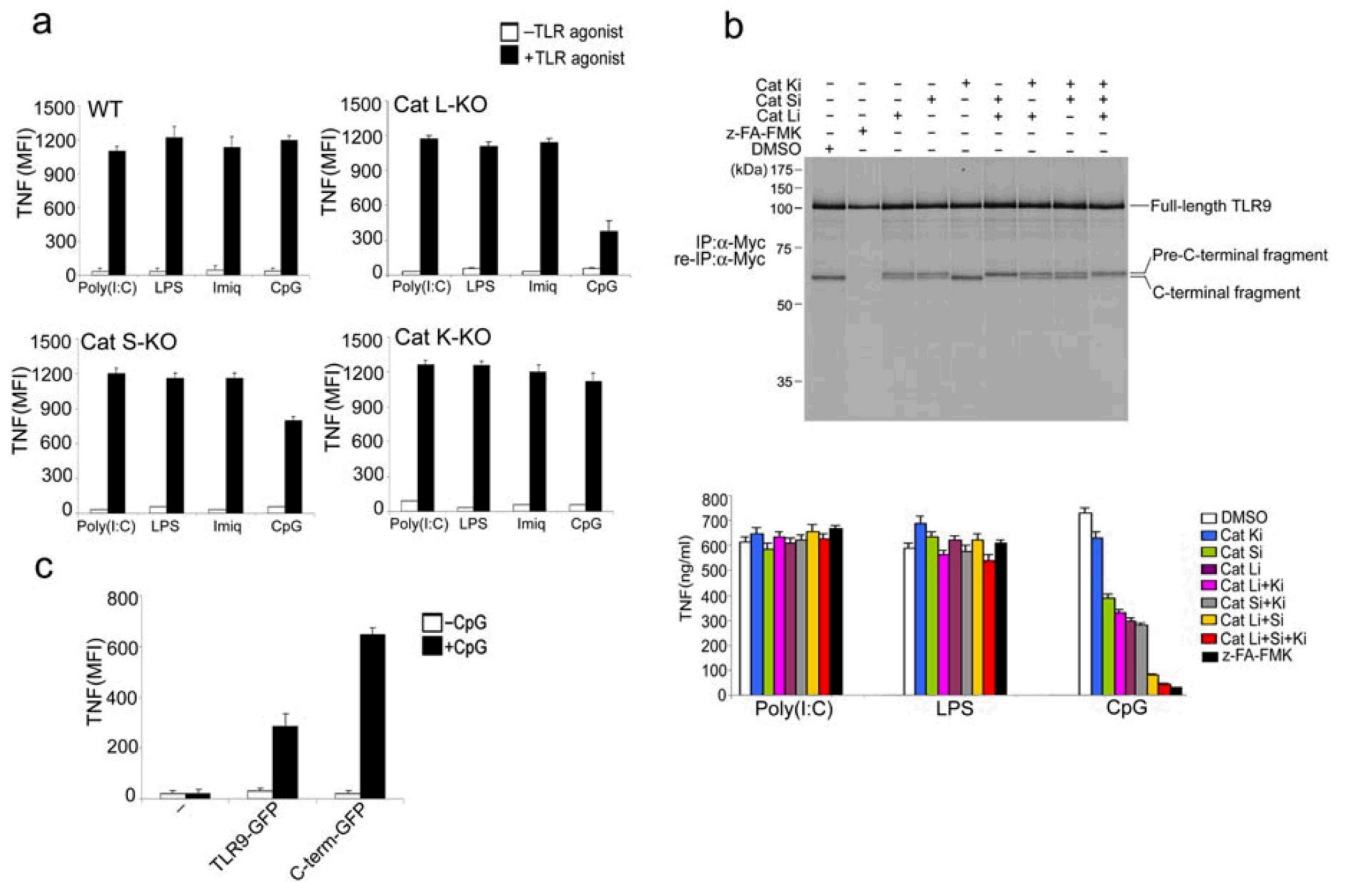 a
–TLR agonist
+TLR agonist
WT
TNF (MFI)
1500
1200
900
600
300
0
Poly(I:C) LPS Imiq CpG
Cat L-KO
TNF (MFI)
1500
1200
900
600
300
0
Poly(I:C) LPS Imiq CpG
Cat S-KO
TNF(MFI)
1500
1200
900
600
300
0
Poly(I:C) LPS Imiq CpG
Cat K-KO
TNF (MFI)
1500
1200
900
600
300
0
Poly(I:C) LPS Imiq CpG
b
Cat Ki – – – – + – + + +
Cat Si – – – + – + – + +
Cat Li – – + – – + + – +
z-FA-FMK – + – – – – – – –
DMSO + – – – – – – – –
(kDa) 175
150
100
75
50
35
IP:α-Myc
re-IP:α-Myc
Full-length TLR9
Pre-C-terminal fragment
C-terminal fragment
TNF(ng/ml)
800
700
600
500
400
300
200
100
0
Poly(I:C) LPS CpG
DMSO
Cat Ki
Cat Si
Cat Li
Cat Li+Ki
Cat Si+Ki
Cat Li+Si
Cat Li+Si+Ki
z-FA-FMK
c
TNF(MFI)
800
600
400
200
0
–
TLR9-GFP
C-term-GFP
–CpG
+CpG